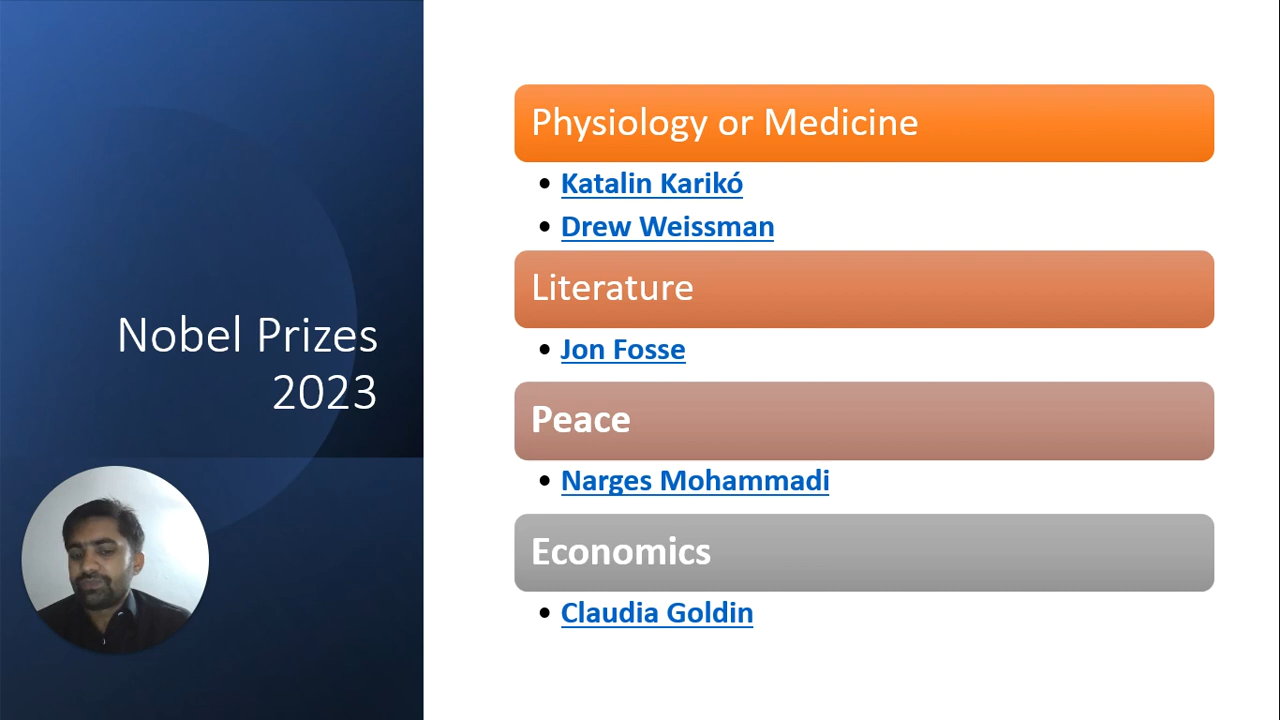 Nobel Prizes
2023
Physiology or Medicine
• Katalin Karikó
• Drew Weissman
Literature
• Jon Fosse
Peace
• Narges Mohammadi
Economics
• Claudia Goldin